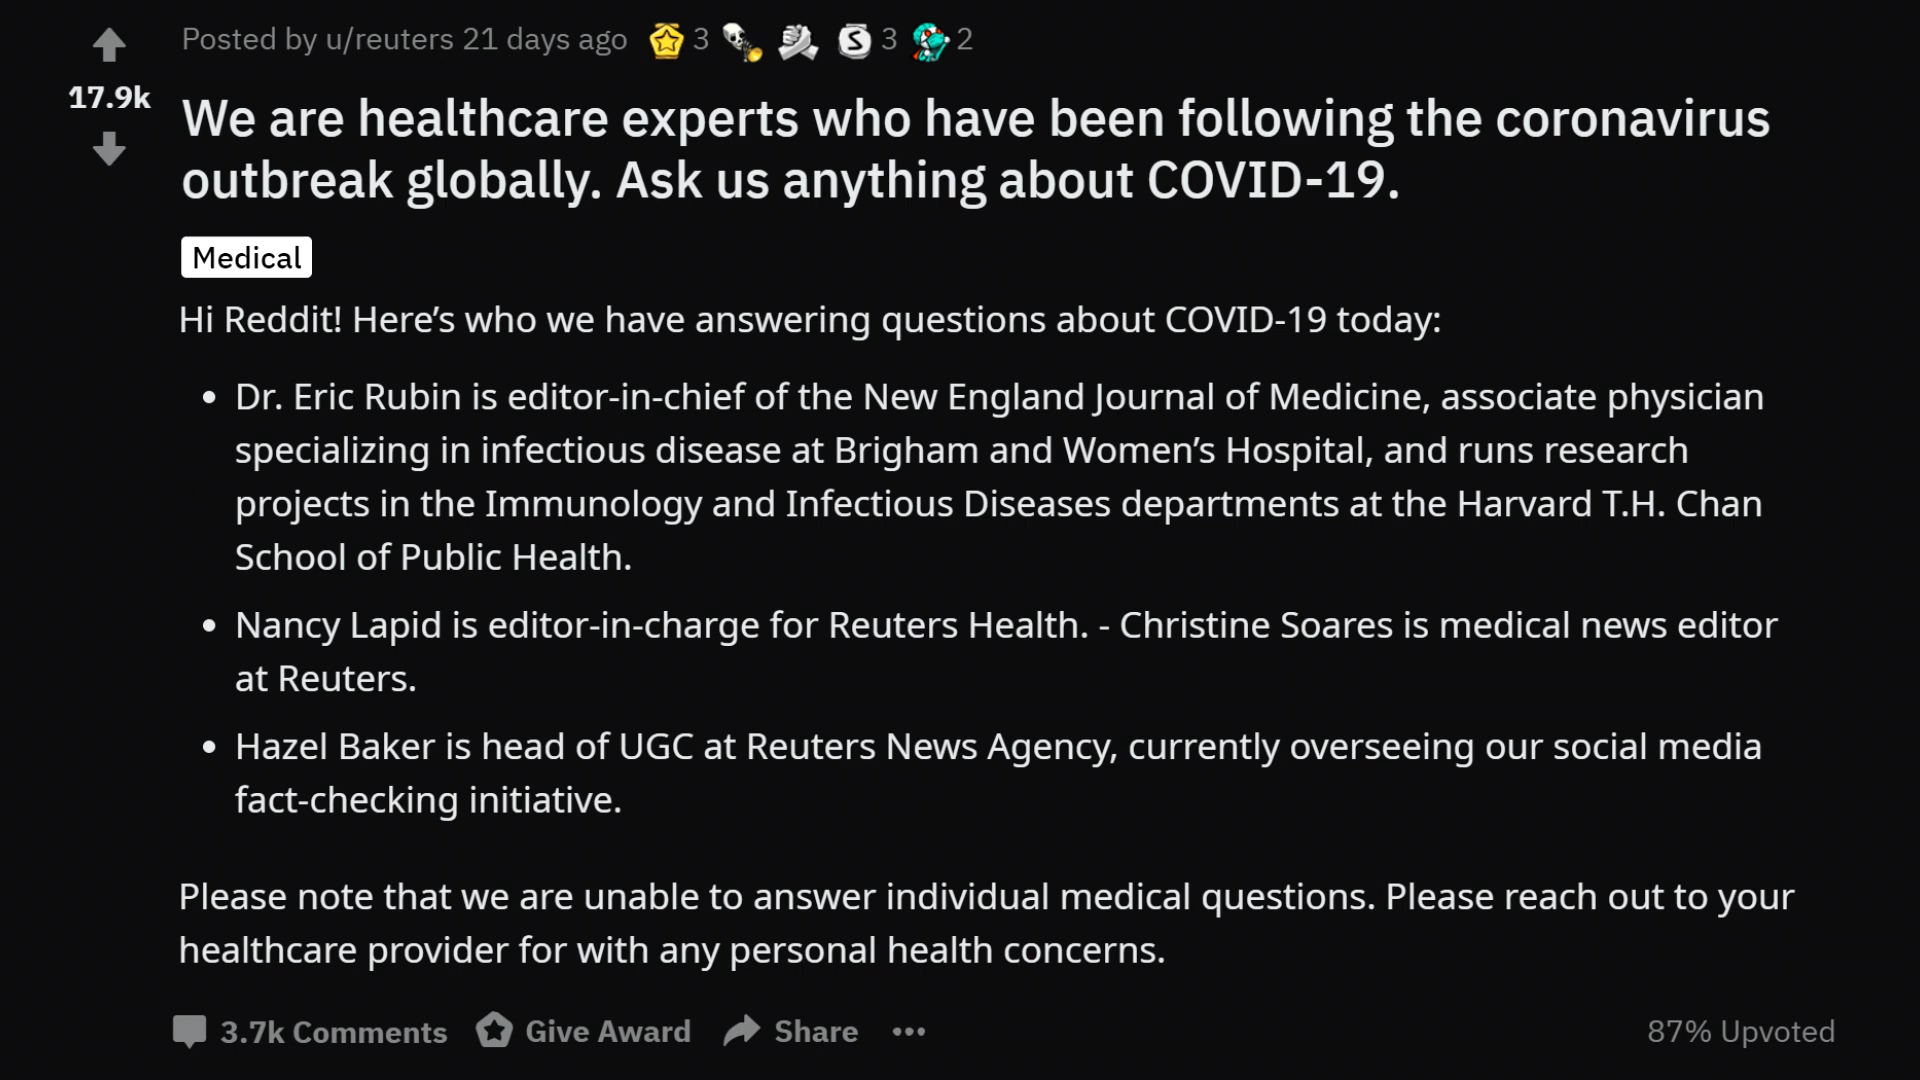 Posted by u/reuters 21 days ago 3 S 3 2
17.9k
We are healthcare experts who have been following the coronavirus
outbreak globally. Ask us anything about COVID-19.
Medical
Hi Reddit! Here’s who we have answering questions about COVID-19 today:
• Dr. Eric Rubin is editor-in-chief of the New England Journal of Medicine, associate physician
specializing in infectious disease at Brigham and Women’s Hospital, and runs research
projects in the Immunology and Infectious Diseases departments at the Harvard T.H. Chan
School of Public Health.
• Nancy Lapid is editor-in-charge for Reuters Health. - Christine Soares is medical news editor
at Reuters.
• Hazel Baker is head of UGC at Reuters News Agency, currently overseeing our social media
fact-checking initiative.
Please note that we are unable to answer individual medical questions. Please reach out to your
healthcare provider for with any personal health concerns.
3.7k Comments Give Award Share ••• 87% Upvoted